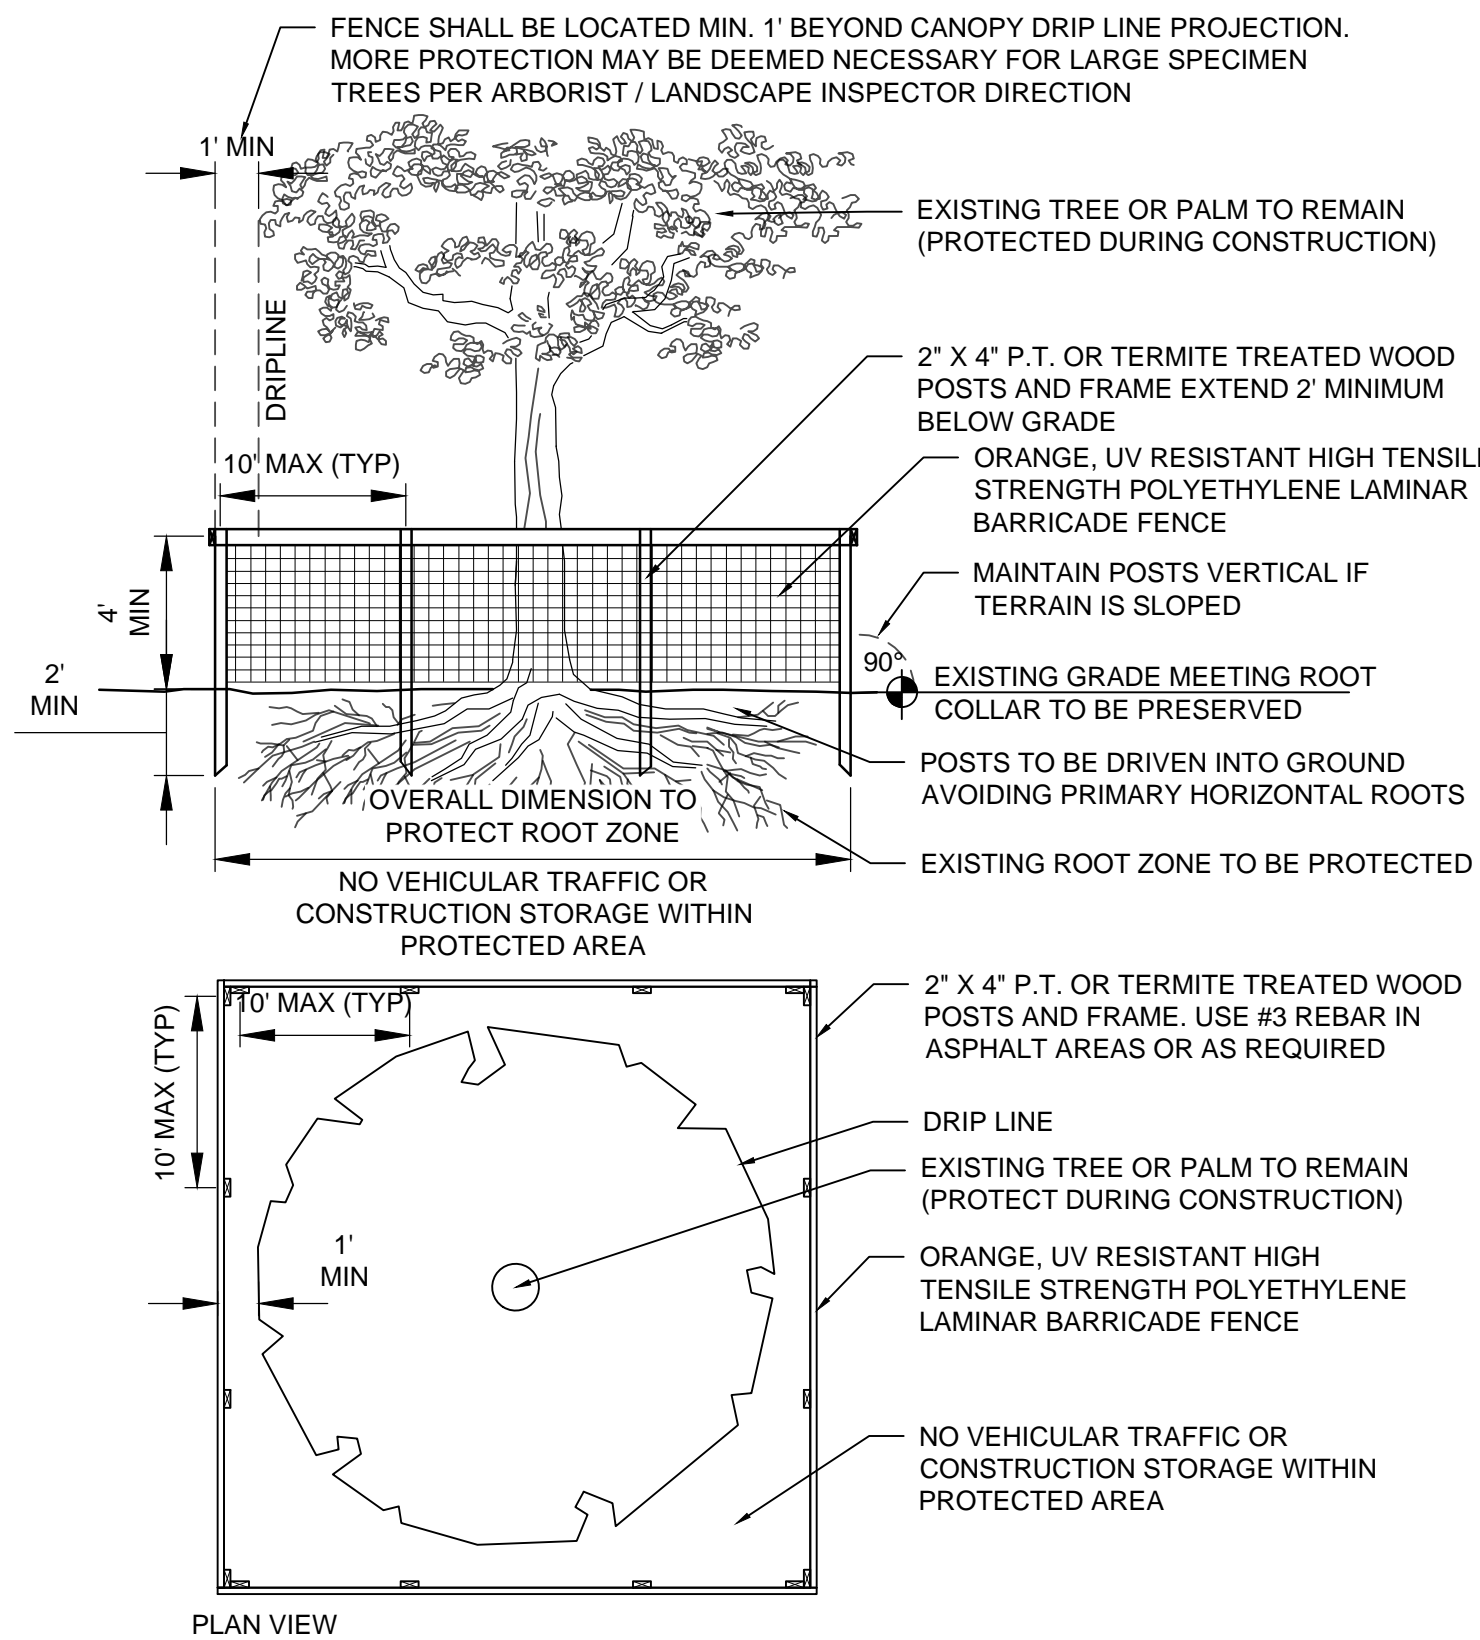 FENCE SHALL BE LOCATED MIN. 1' BEYOND CANOPY DRIP LINE PROJECTION.
MORE PROTECTION MAY BE DEEMED NECESSARY FOR LARGE SPECIMEN
TREES PER ARBORIST / LANDSCAPE INSPECTOR DIRECTION
1' MIN
EXISTING TREE OR PALM TO REMAIN
(PROTECTED DURING CONSTRUCTION)
DRIPLINE
2" X 4" P.T. OR TERMITE TREATED WOOD
POSTS AND FRAME EXTEND 2' MINIMUM
BELOW GRADE
10' MAX (TYP)
ORANGE, UV RESISTANT HIGH TENSILE
STRENGTH POLYETHYLENE LAMINAR
BARRICADE FENCE
4'
MIN
MAINTAIN POSTS VERTICAL IF
TERRAIN IS SLOPED
90°
2'
MIN
EXISTING GRADE MEETING ROOT
COLLAR TO BE PRESERVED
POSTS TO BE DRIVEN INTO GROUND
AVOIDING PRIMARY HORIZONTAL ROOTS
OVERALL DIMENSION TO
PROTECT ROOT ZONE
EXISTING ROOT ZONE TO BE PROTECTED
NO VEHICULAR TRAFFIC OR
CONSTRUCTION STORAGE WITHIN
PROTECTED AREA
10' MAX (TYP)
10' MAX (TYP)
2" X 4" P.T. OR TERMITE TREATED WOOD
POSTS AND FRAME. USE #3 REBAR IN
ASPHALT AREAS OR AS REQUIRED
DRIP LINE
EXISTING TREE OR PALM TO REMAIN
(PROTECT DURING CONSTRUCTION)
1'
MIN
ORANGE, UV RESISTANT HIGH
TENSILE STRENGTH POLYETHYLENE
LAMINAR BARRICADE FENCE
NO VEHICULAR TRAFFIC OR
CONSTRUCTION STORAGE WITHIN
PROTECTED AREA
PLAN VIEW